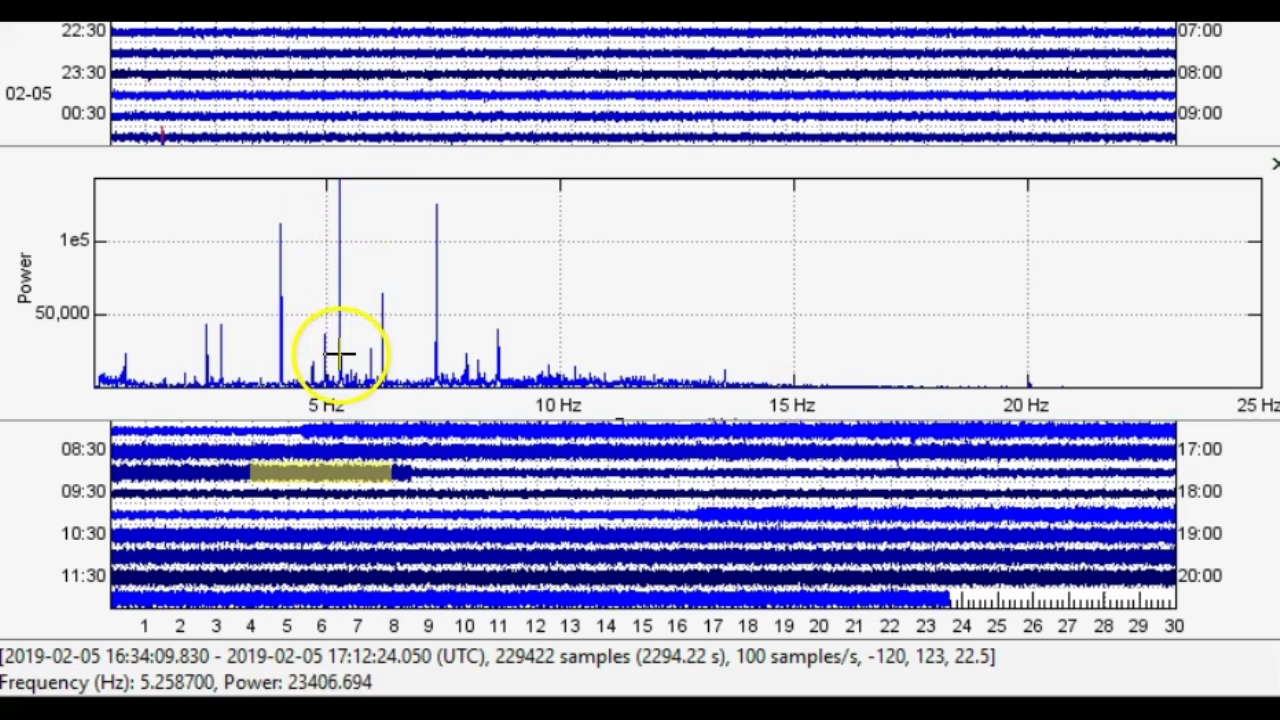 22:30 07:00
23:30 08:00
02-05
00:30 09:00
×
1e5
Power
50,000
5 Hz 10 Hz 15 Hz 20 Hz 25 Hz
08:30 17:00
09:30 18:00
10:30 19:00
11:30 20:00
1 2 3 4 5 6 7 8 9 10 11 12 13 14 15 16 17 18 19 20 21 22 23 24 25 26 27 28 29 30
[2019-02-05 16:34:09.830 - 2019-02-05 17:12:24.050 (UTC), 229422 samples (2294.22 s), 100 samples/s, -120, 123, 22.5]
Frequency (Hz): 5.258700, Power: 23406.694